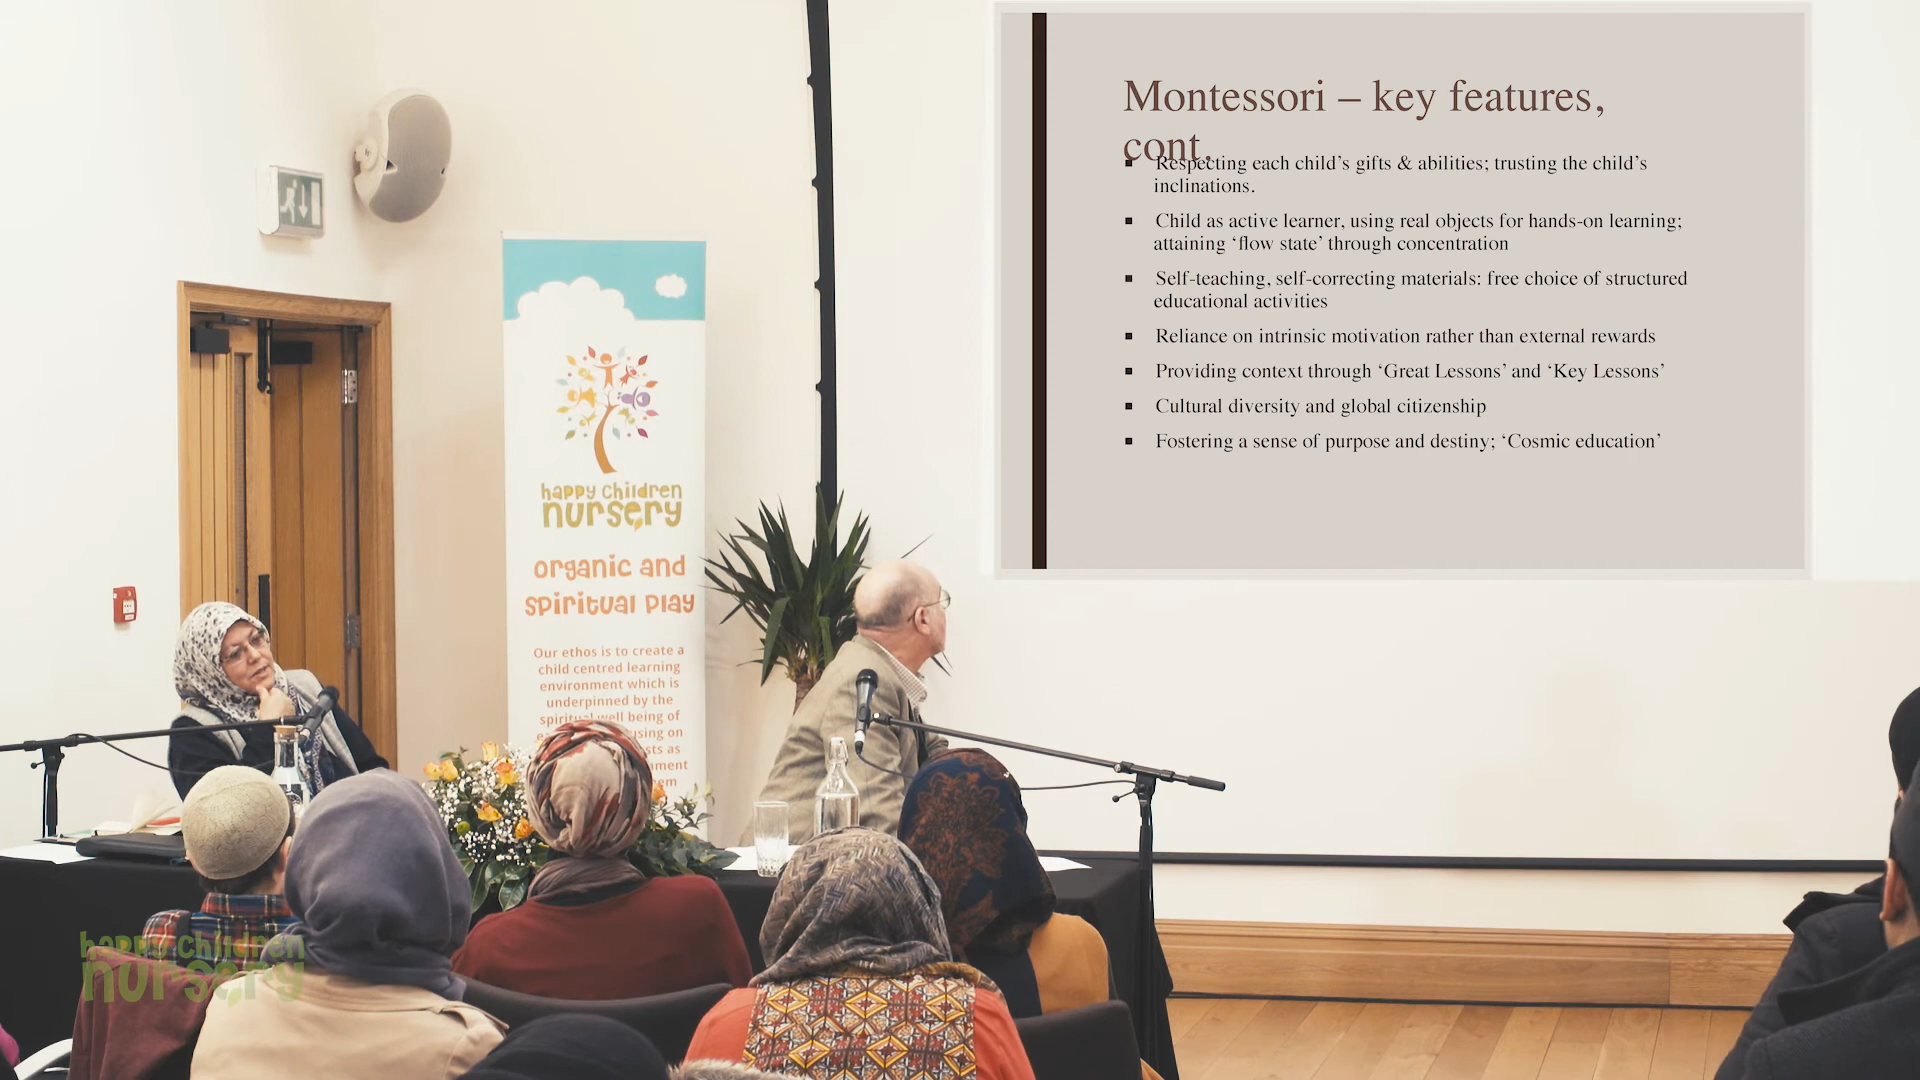 Montessori – key features,
cont.
▪ Respecting each child’s gifts & abilities; trusting the child’s
inclinations.
▪ Child as active learner, using real objects for hands-on learning;
attaining ‘flow state’ through concentration
▪ Self-teaching, self-correcting materials: free choice of structured
educational activities
▪ Reliance on intrinsic motivation rather than external rewards
▪ Providing context through ‘Great Lessons’ and ‘Key Lessons’
▪ Cultural diversity and global citizenship
▪ Fostering a sense of purpose and destiny; ‘Cosmic education’
happy children
nursery
organic and
spiritual play
Our ethos is to create a
child centred learning
environment which is
underpinned by the
spiritual well being of
happy children
nursery